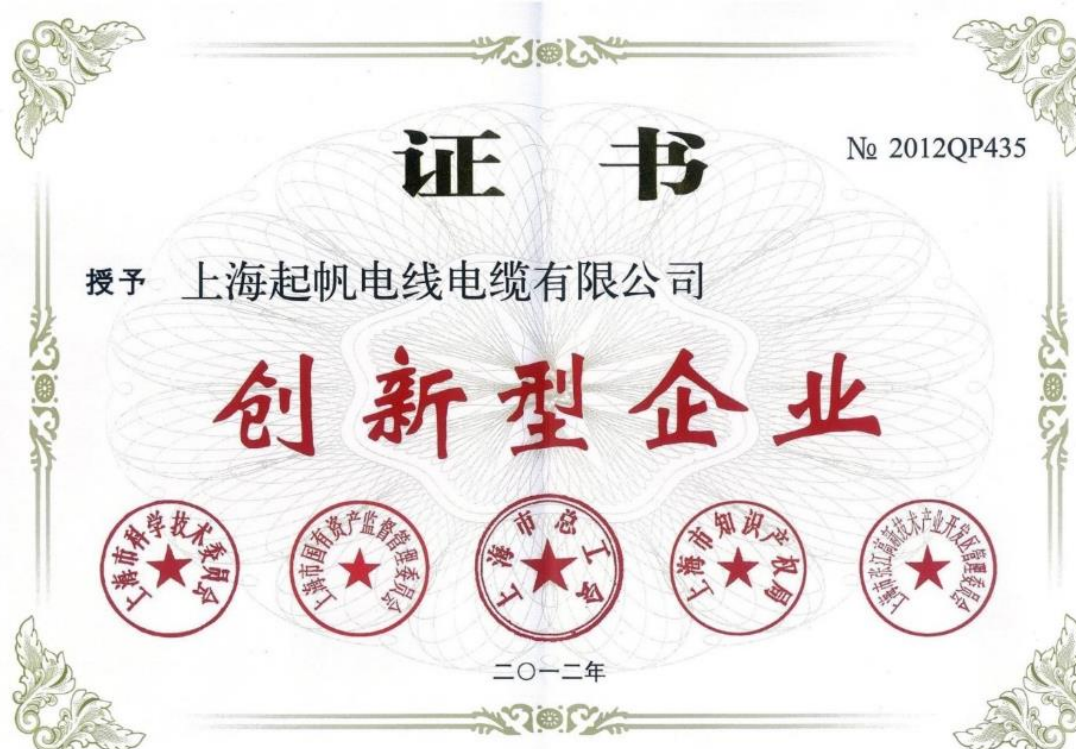 证书
№ 2012QP435
授予 上海起帆电线电缆有限公司
创新型企业
上海市科学技术委员会
上海市国有资产监督管理委员会
上海市总工会
上海市知识产权局
上海市张江高新技术产业开发区管理委员会
二〇一二年